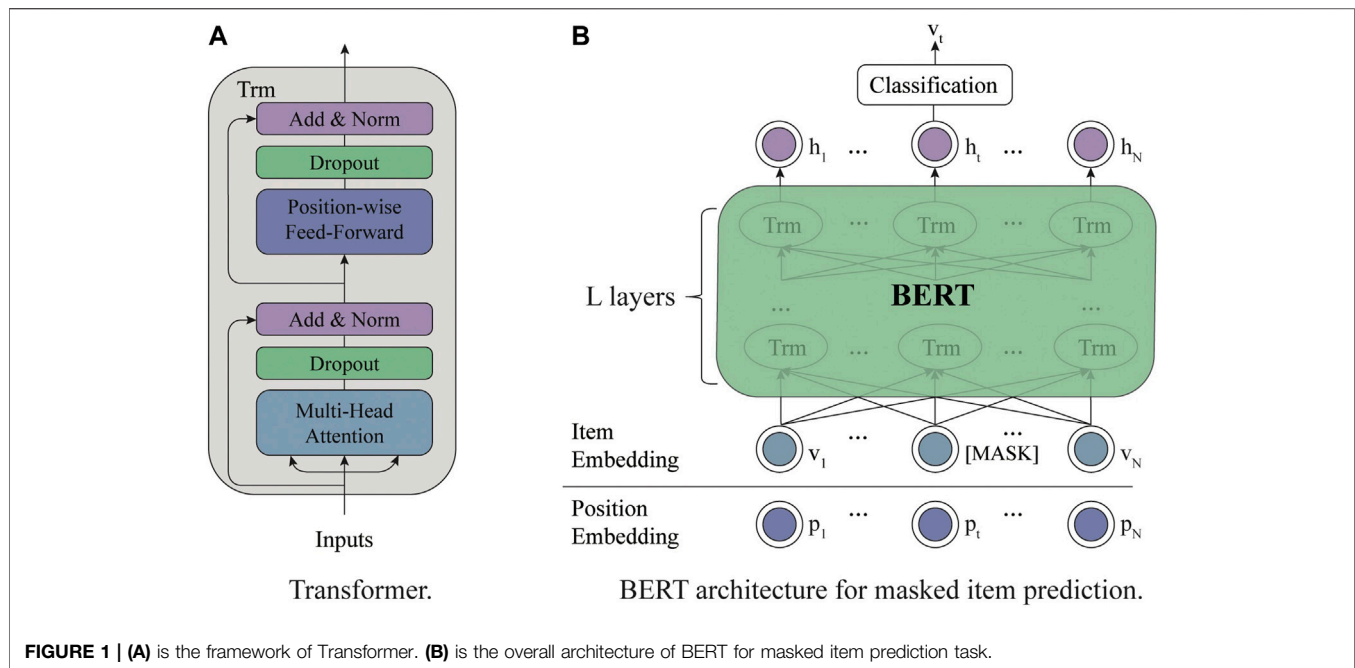 A
Trm
Add & Norm
Dropout
Position-wise
Feed-Forward
Add & Norm
Dropout
Multi-Head
Attention
Inputs
Transformer.
B
v_t
Classification
h_1 ... h_t ... h_N
Trm ... Trm ... Trm
L layers
BERT
... ...
Trm ... Trm ... Trm
Item
Embedding
v_1 ... [MASK] ... v_N
Position
Embedding
p_1 ... p_t ... p_N
BERT architecture for masked item prediction.
FIGURE 1 | (A) is the framework of Transformer. (B) is the overall architecture of BERT for masked item prediction task.